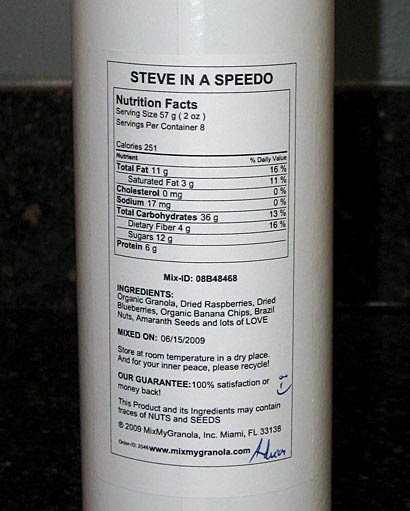 STEVE IN A SPEEDO
Nutrition Facts
Serving Size 57 g ( 2 oz )
Servings Per Container 8
Calories 251
Nutrient % Daily Value
Total Fat 11 g 16 %
Saturated Fat 3 g 11 %
Cholesterol 0 mg 0 %
Sodium 17 mg 0 %
Total Carbohydrates 36 g 13 %
Dietary Fiber 4 g 16 %
Sugars 12 g
Protein 6 g
Mix-ID: 08B48468
INGREDIENTS:
Organic Granola, Dried Raspberries, Dried
Blueberries, Organic Banana Chips, Brazil
Nuts, Amaranth Seeds and lots of LOVE
MIXED ON: 06/15/2009
Store at room temperature in a dry place.
And for your inner peace, please recycle!
OUR GUARANTEE:100% satisfaction or
money back!
This Product and its Ingredients may contain
traces of NUTS and SEEDS
© 2009 MixMyGranola, Inc. Miami, FL 33138
Order-ID: 2046 www.mixmygranola.com